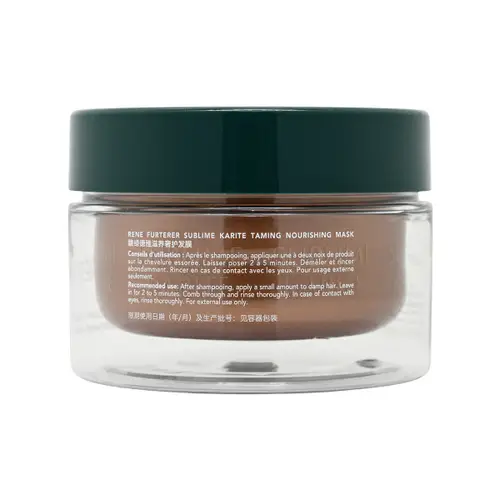 RENE FURTERER SUBLIME KARITE TAMING NOURISHING MASK
Conseils d'utilisation : Après le shampooing, appliquer une à deux noix de produit
sur la chevelure essorée. Laisser poser 2 à 5 minutes. Démêler et rincer
abondamment. Rincer en cas de contact avec les yeux. Pour usage externe
seulement.
Recommended use: After shampooing, apply a small amount to damp hair. Leave
in for 2 to 5 minutes. Comb through and rinse thoroughly. In case of contact with
eyes, rinse thoroughly. For external use only.
限期使用日期（年/月）及生产批号：见容器包装